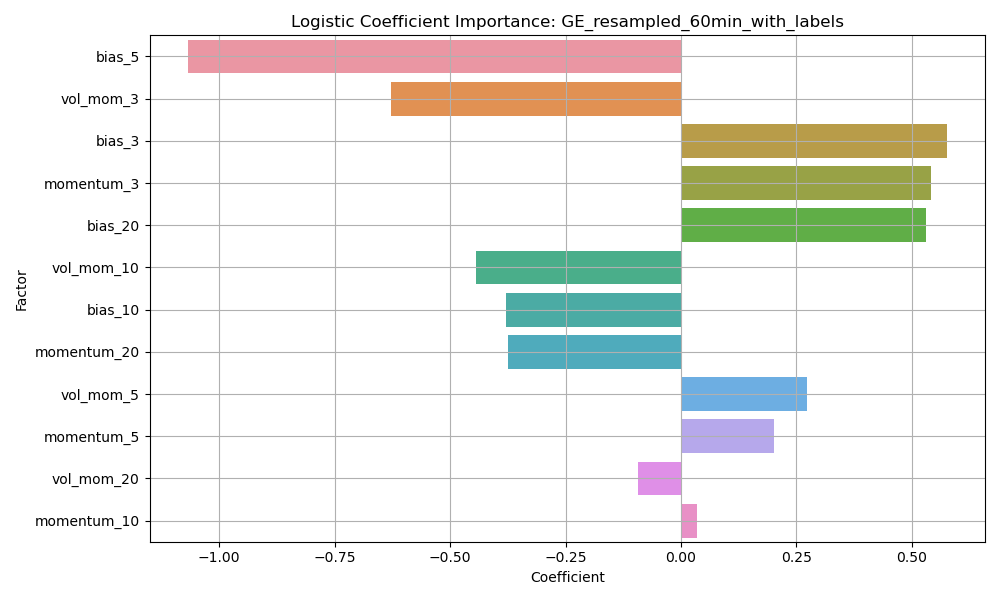 Logistic Coefficient Importance: GE_resampled_60min_with_labels
bias_5
vol_mom_3
bias_3
momentum_3
bias_20
vol_mom_10
bias_10
momentum_20
vol_mom_5
momentum_5
vol_mom_20
momentum_10
Factor
−1.00 −0.75 −0.50 −0.25 0.00 0.25 0.50
Coefficient